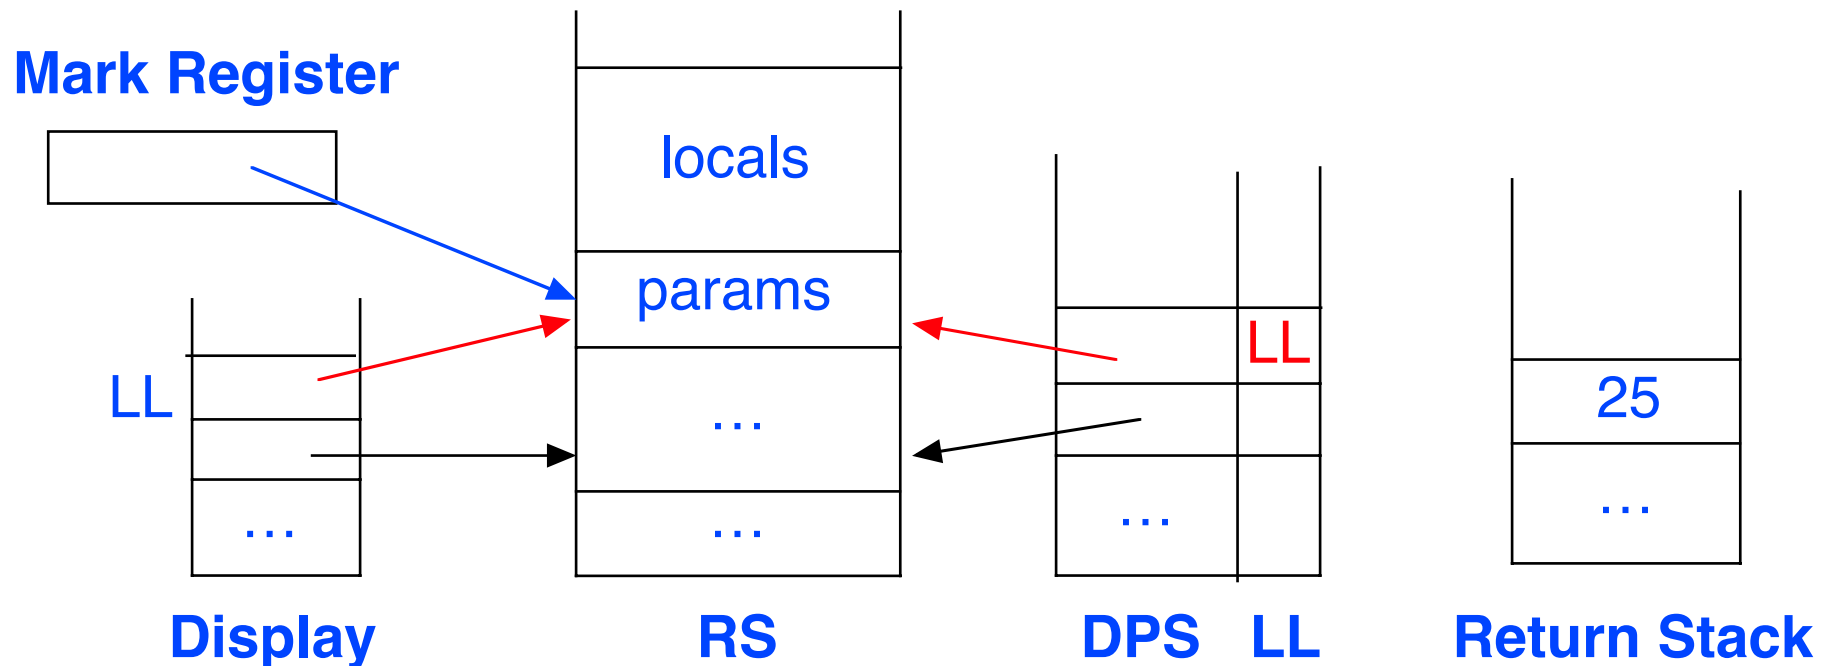 Mark Register
locals
params
LL
LL
25
...
...
...
...
...
Display
RS
DPS
LL
Return Stack